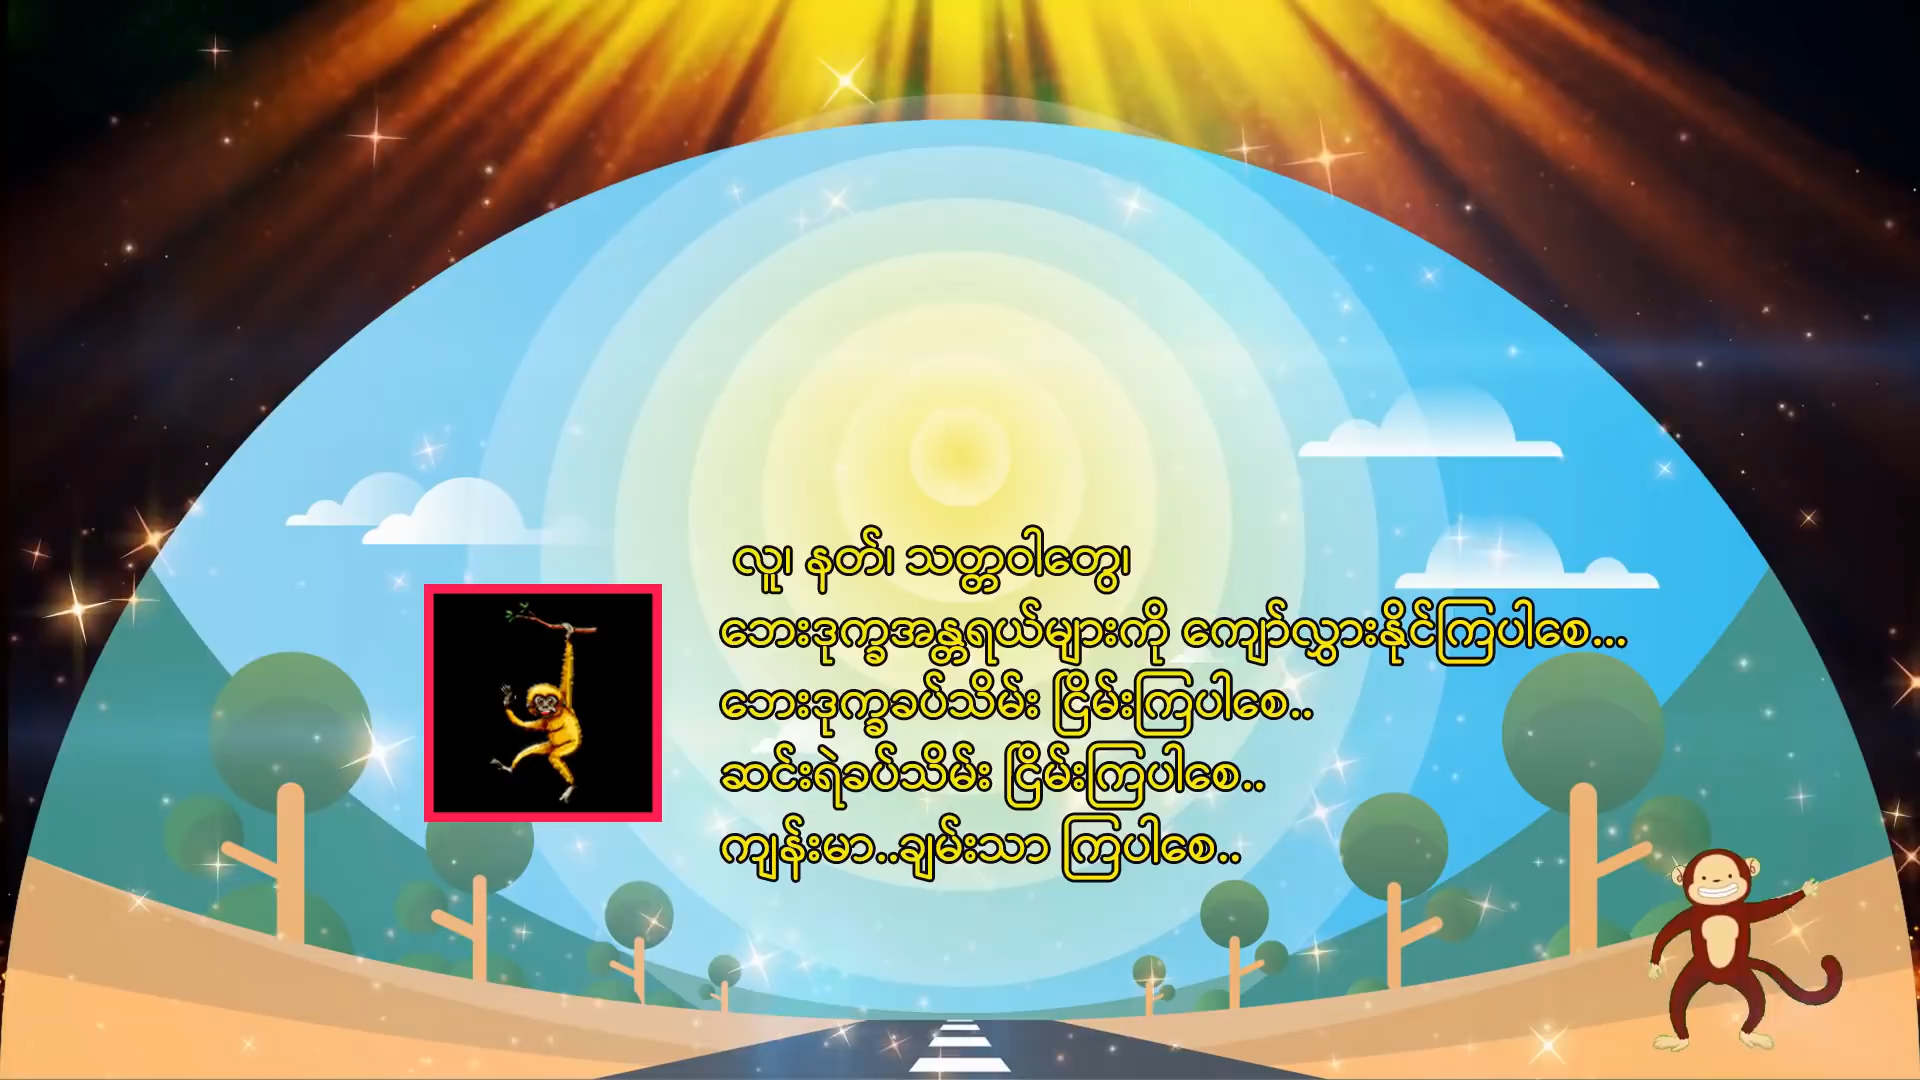 လူ၊ နတ်၊ သတ္တဝါတွေ၊
ဘေးဒုက္ခအန္တရယ်များကို ကျော်လွှားနိုင်ကြပါစေ...
ဘေးဒုက္ခခပ်သိမ်း ငြိမ်းကြပါစေ..
ဆင်းရဲခပ်သိမ်း ငြိမ်းကြပါစေ..
ကျန်းမာ..ချမ်းသာ ကြပါစေ..